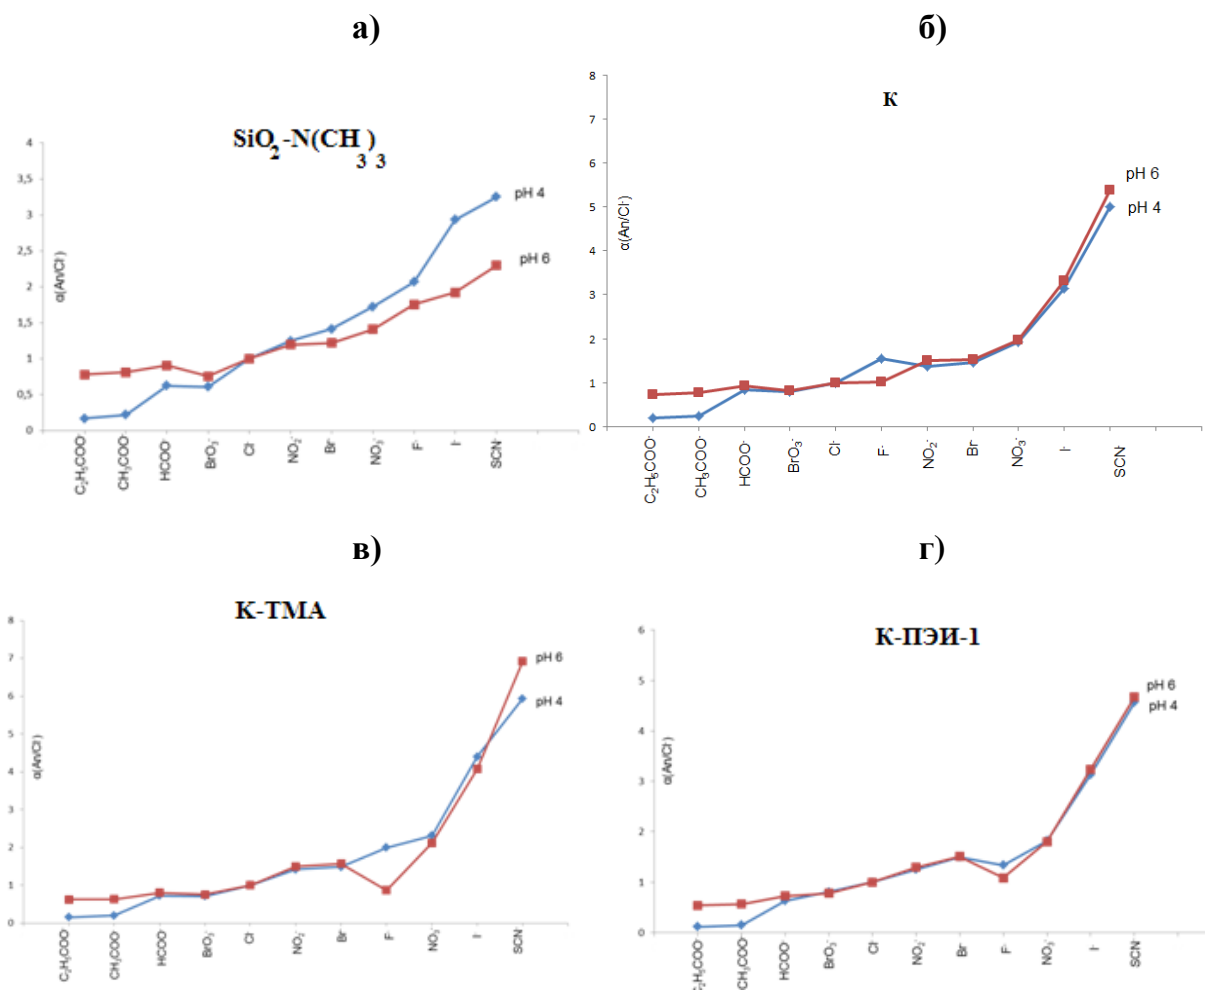 а)
SiO2-N(CH3)3
4
3,5
3
2,5
2
1,5
1
0,5
0
α(An/Cl-)
pH 4
pH 6
C2H5COO-
CH3COO-
HCOO-
BrO3-
Cl-
NO2-
Br-
NO3-
F-
I-
SCN-
б)
К
8
7
6
5
4
3
2
1
0
α(An/Cl-)
pH 6
pH 4
C2H5COO-
CH3COO-
HCOO-
BrO3-
Cl-
F-
NO2-
Br-
NO3-
I-
SCN-
в)
К-ТМА
8
7
6
5
4
3
2
1
0
α(An/Cl-)
pH 6
pH 4
C2H5COO-
CH3COO-
HCOO-
BrO3-
Cl-
NO2-
Br-
F-
NO3-
I-
SCN-
г)
К-ПЭИ-1
6
5
4
3
2
1
0
α(An/Cl-)
pH 6
pH 4
C2H5COO-
CH3COO-
HCOO-
BrO3-
Cl-
NO2-
Br-
F-
NO3-
I-
SCN-